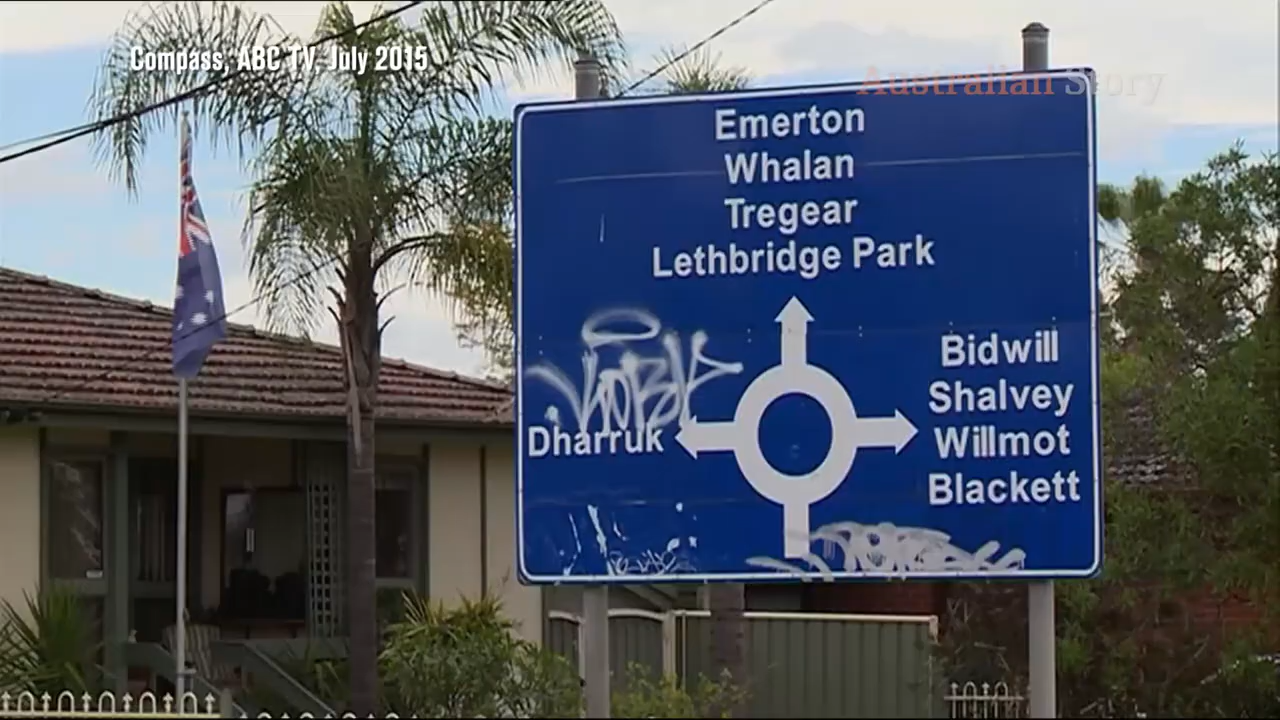 Compass, ABC TV, July 2015
Australian Story
Emerton
Whalan
Tregear
Lethbridge Park
Dharruk
Bidwill
Shalvey
Willmot
Blackett